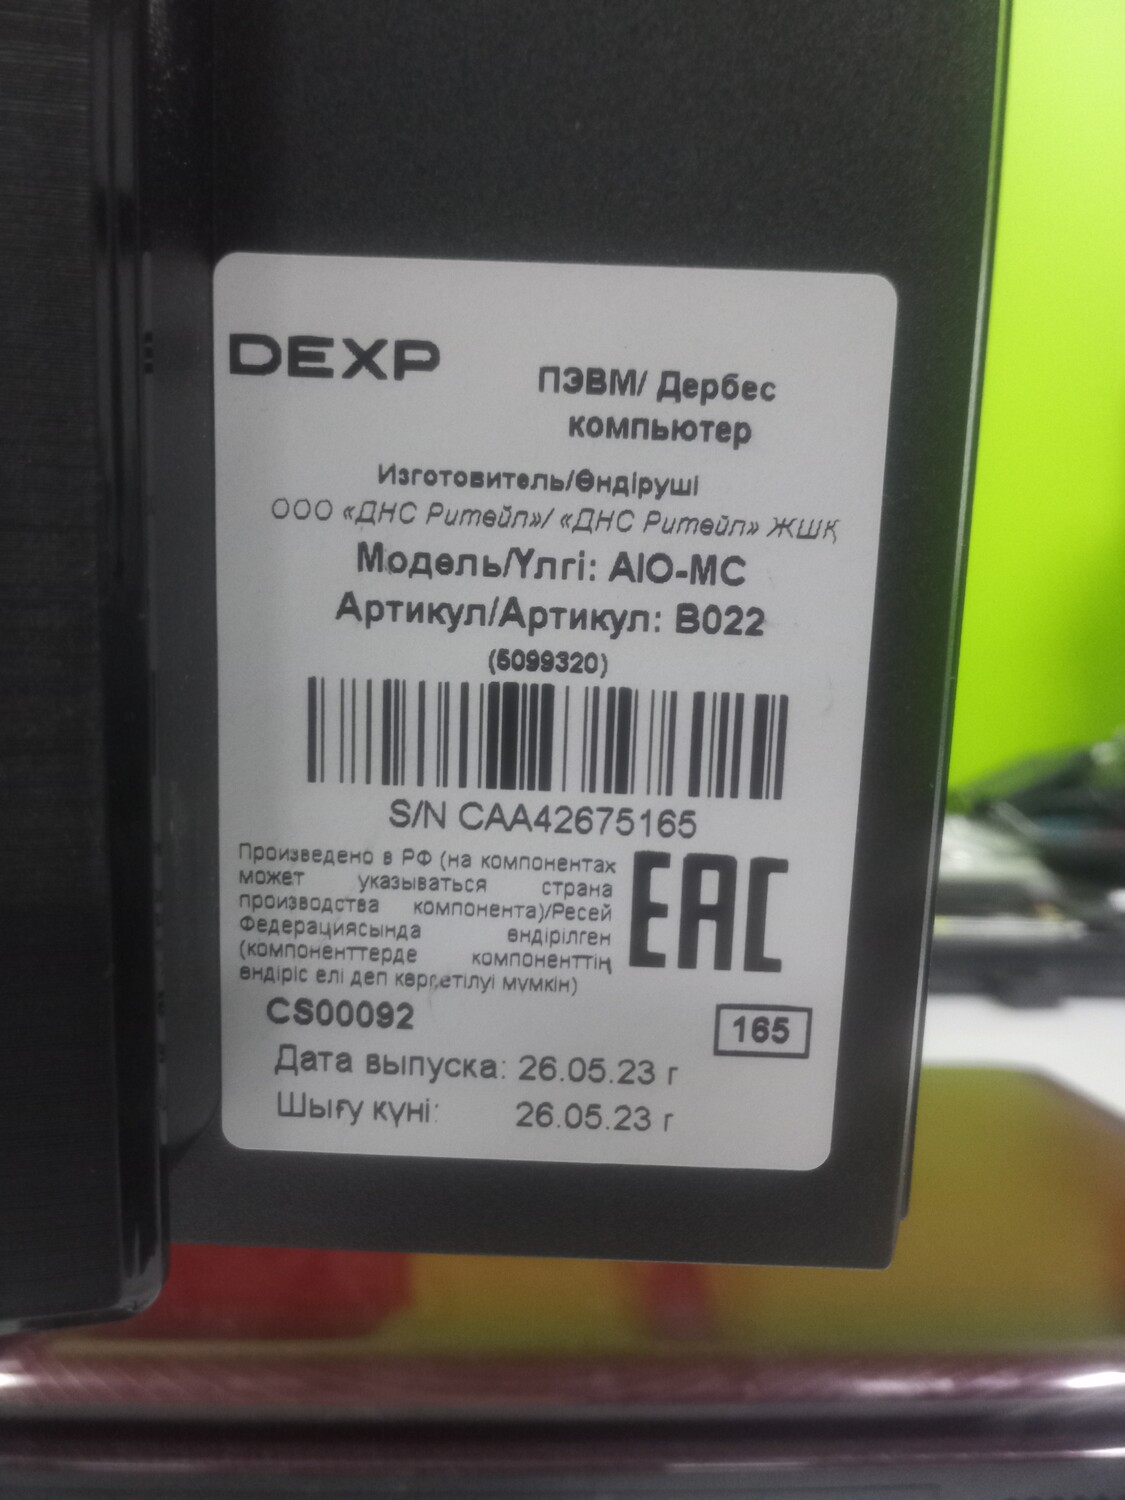 DEXP
ПЭВМ/ Дербес
компьютер
Изготовитель/Өндіруші
ООО «ДНС Ритейл»/ «ДНС Ритейл» ЖШҚ
Модель/Үлгі: AIO-MC
Артикул/Артикул: B022
(5099320)
S/N CAA42675165
Произведено в РФ (на компонентах
может указываться страна
производства компонента)/Ресей
Федерациясында өндірілген
(компоненттерде компоненттің
өндіріс елі деп көрсетілуі мүмкін)
EAC
CS00092
165
Дата выпуска: 26.05.23 г
Шығу күні: 26.05.23 г